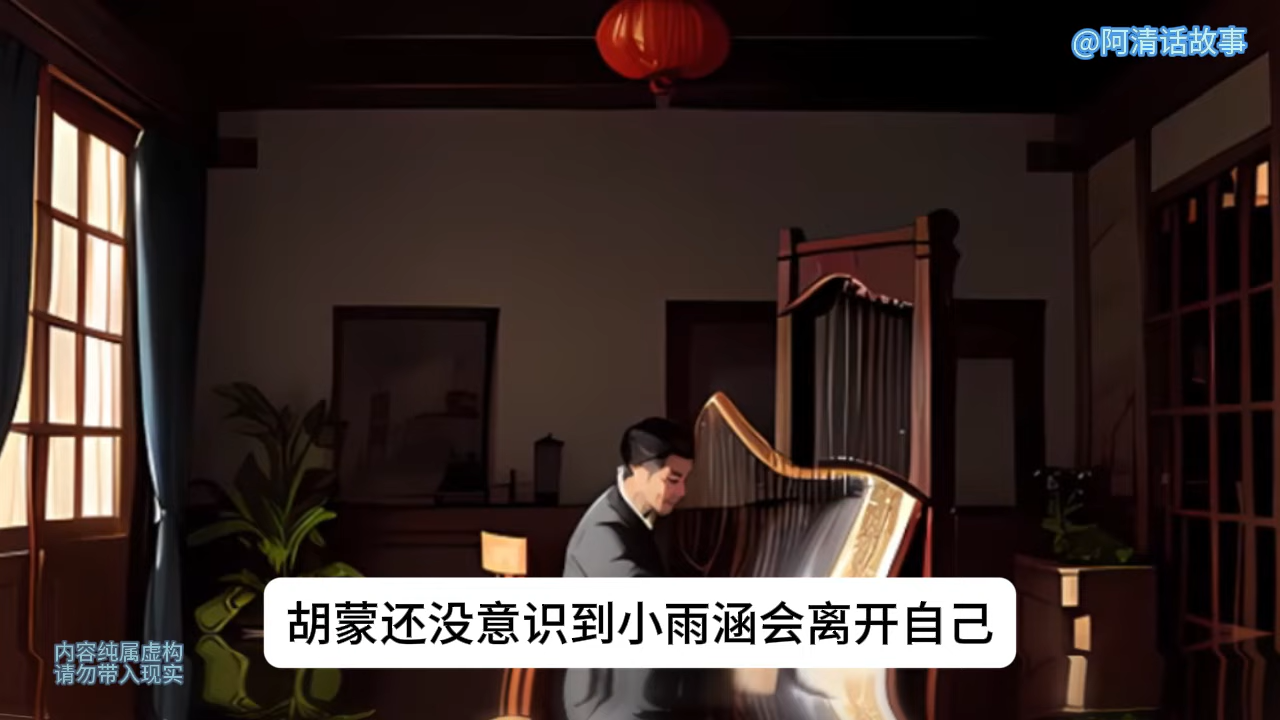 @阿清话故事
胡蒙还没意识到小雨涵会离开自己
内容纯属虚构
请勿带入现实